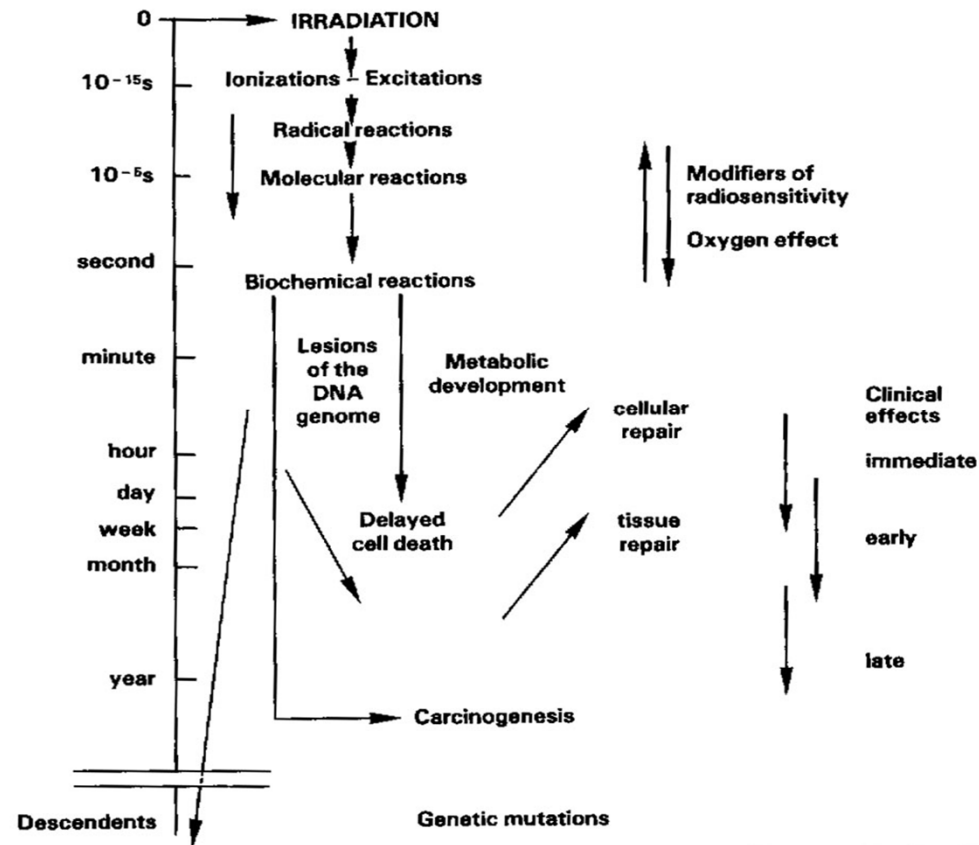 0
IRRADIATION
10⁻¹⁵s
Ionizations – Excitations
Radical reactions
10⁻⁵s
Molecular reactions
Modifiers of
radiosensitivity
Oxygen effect
second
Biochemical reactions
minute
Lesions
of the
DNA
genome
Metabolic
development
cellular
repair
Clinical
effects
hour
immediate
day
week
month
Delayed
cell death
tissue
repair
early
late
year
Carcinogenesis
Descendents
Genetic mutations